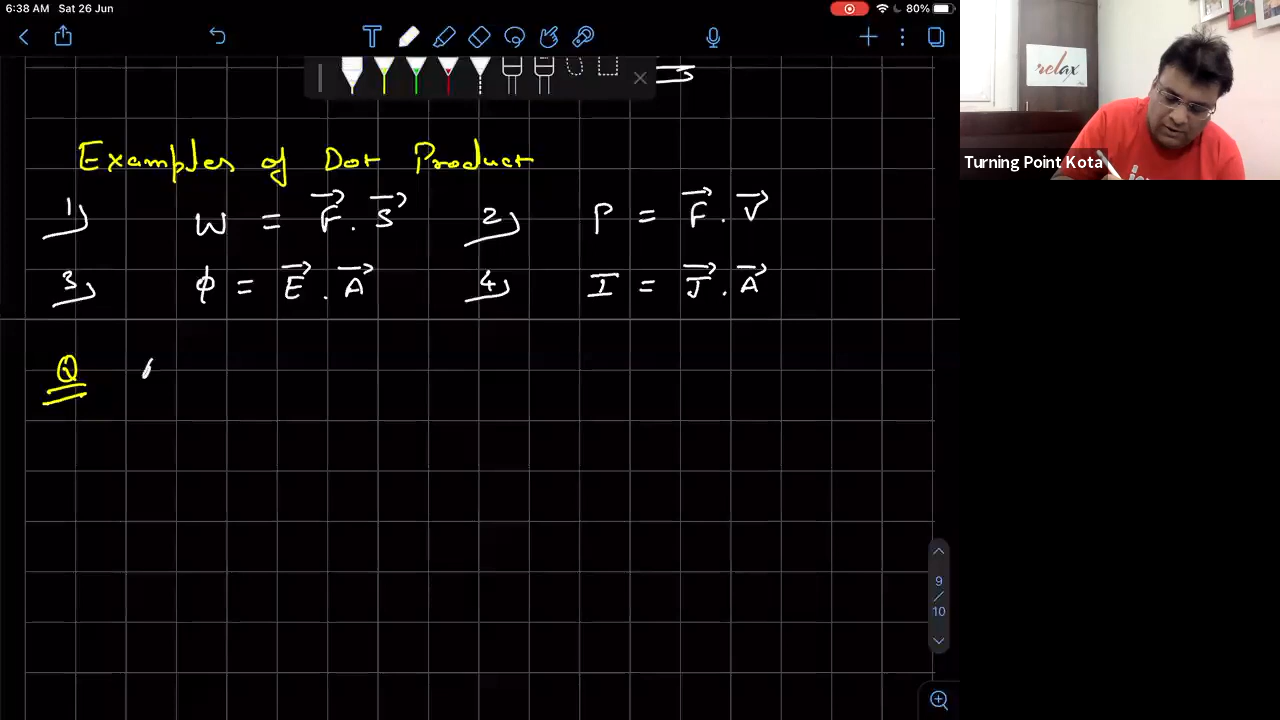 6:38 AM Sat 26 Jun 80%
relax
Turning Point Kota
Examples of Dot Product
1) W = F⃗ . S⃗ 2) P = F⃗ . V⃗
3) φ = E⃗ . A⃗ 4) I = J⃗ . A⃗
Q
9
/
10